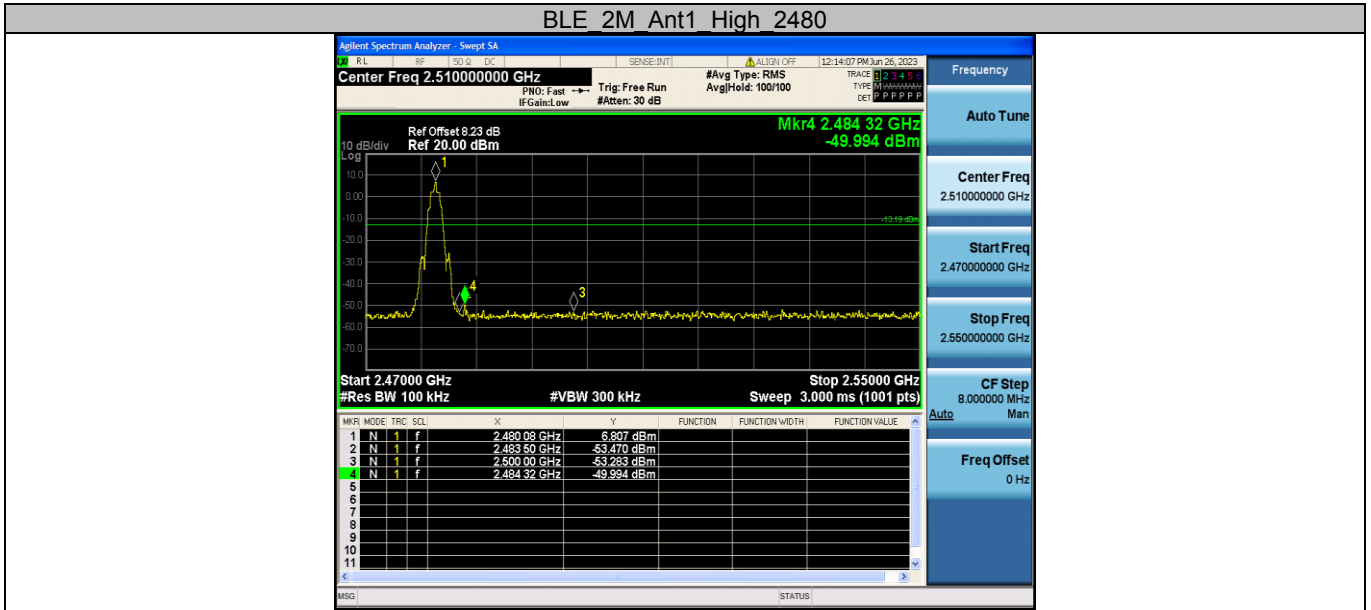 BLE_2M_Ant1_High_2480
Agilent Spectrum Analyzer - Swept SA
RL RF 50 Ω DC SENSE:INT ALIGN OFF 12:14:07 PM Jun 26, 2023
Center Freq 2.510000000 GHz
PNO: Fast
IFGain:Low
Trig: Free Run
#Atten: 30 dB
#Avg Type: RMS
Avg|Hold: 100/100
TRACE 1 2 3 4 5 6
TYPE M
DET P P P P P P
Mkr4 2.484 32 GHz
-49.994 dBm
Ref Offset 8.23 dB
10 dB/div Ref 20.00 dBm
Log
10.0
0.00
-10.0
-20.0
-30.0
-40.0
-50.0
-60.0
-70.0
1
4
3
-13.19 dBm
Start 2.47000 GHz Stop 2.55000 GHz
#Res BW 100 kHz #VBW 300 kHz Sweep 3.000 ms (1001 pts)
MKR MODE TRC SCL X Y FUNCTION FUNCTION WIDTH FUNCTION VALUE
1 N 1 f 2.480 08 GHz 6.807 dBm
2 N 1 f 2.483 50 GHz -53.470 dBm
3 N 1 f 2.500 00 GHz -53.283 dBm
4 N 1 f 2.484 32 GHz -49.994 dBm
5
6
7
8
9
10
11
MSG STATUS
Frequency
Auto Tune
Center Freq
2.510000000 GHz
Start Freq
2.470000000 GHz
Stop Freq
2.550000000 GHz
CF Step
8.000000 MHz
Auto Man
Freq Offset
0 Hz